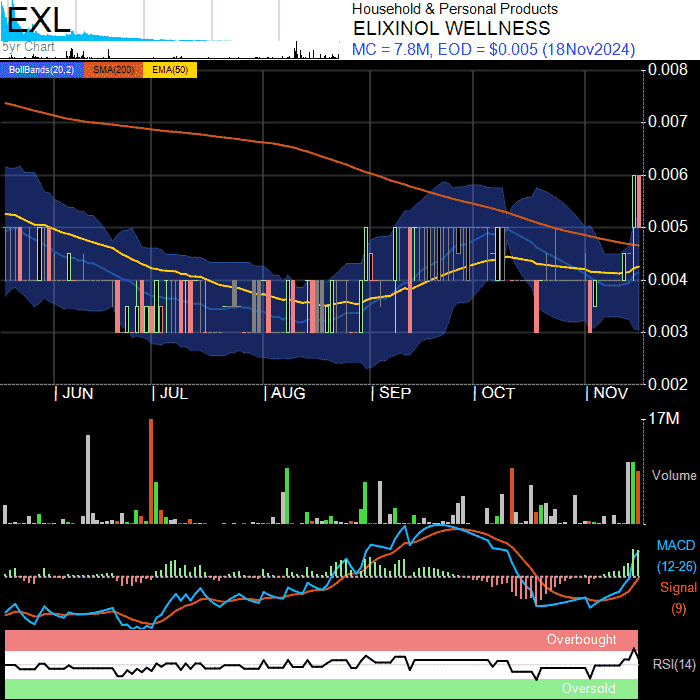 EXL
5yr Chart
Household & Personal Products
ELIXINOL WELLNESS
MC = 7.8M, EOD = $0.005 (18Nov2024)
BollBands(20,2) SMA(200) EMA(50)
0.008
0.007
0.006
0.005
0.004
0.003
0.002
JUN JUL AUG SEP OCT NOV
17M
Volume
MACD
(12-26)
Signal
(9)
Overbought
RSI(14)
Oversold